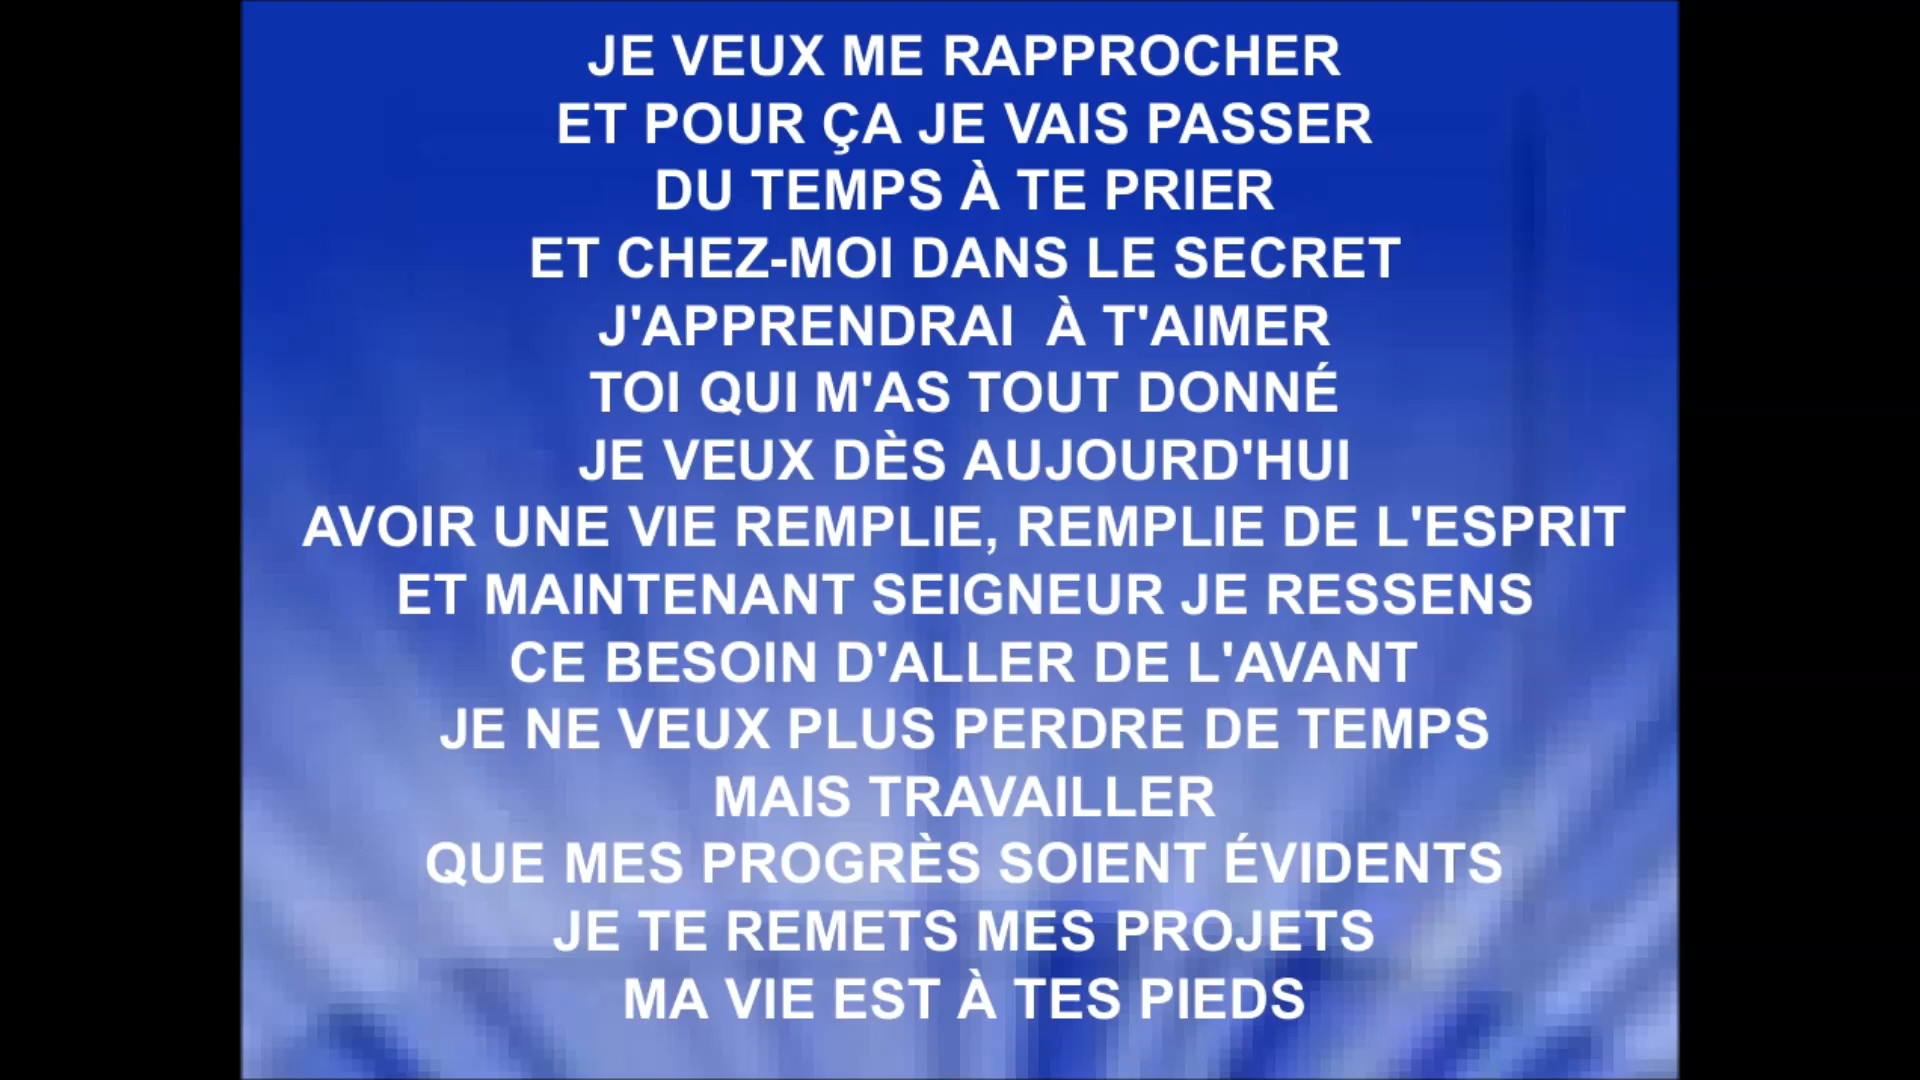 JE VEUX ME RAPPROCHER
ET POUR ÇA JE VAIS PASSER
DU TEMPS À TE PRIER
ET CHEZ-MOI DANS LE SECRET
J'APPRENDRAI  À T'AIMER
TOI QUI M'AS TOUT DONNÉ
JE VEUX DÈS AUJOURD'HUI
AVOIR UNE VIE REMPLIE, REMPLIE DE L'ESPRIT
ET MAINTENANT SEIGNEUR JE RESSENS
CE BESOIN D'ALLER DE L'AVANT
JE NE VEUX PLUS PERDRE DE TEMPS
MAIS TRAVAILLER
QUE MES PROGRÈS SOIENT ÉVIDENTS
JE TE REMETS MES PROJETS
MA VIE EST À TES PIEDS